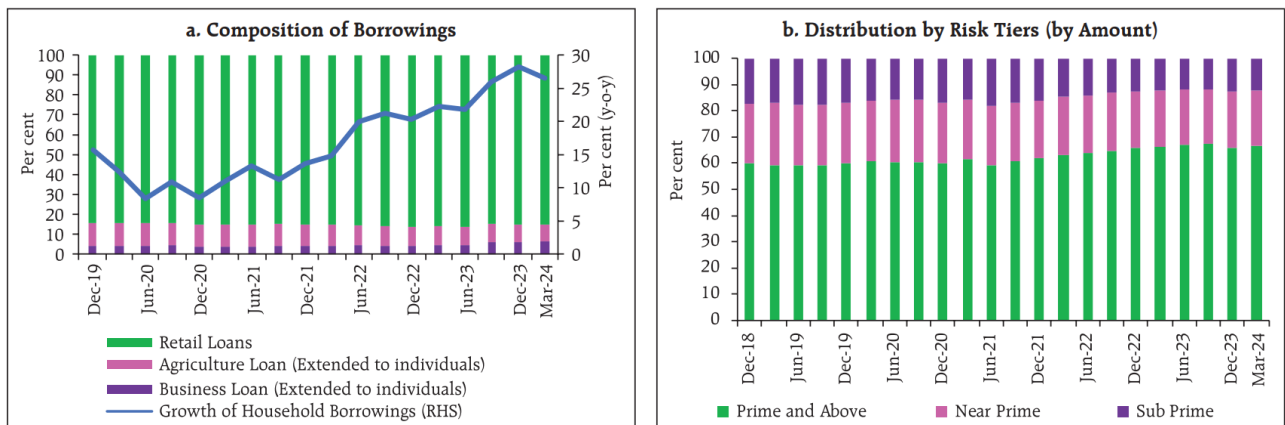 a. Composition of Borrowings
Per cent
100
90
80
70
60
50
40
30
20
10
0
30
25
20
15
10
5
0
Per cent (y-o-y)
Dec-19
Jun-20
Dec-20
Jun-21
Dec-21
Jun-22
Dec-22
Jun-23
Dec-23
Mar-24
Retail Loans
Agriculture Loan (Extended to individuals)
Business Loan (Extended to individuals)
Growth of Household Borrowings (RHS)
b. Distribution by Risk Tiers (by Amount)
Per cent
100
90
80
70
60
50
40
30
20
10
0
Dec-18
Jun-19
Dec-19
Jun-20
Dec-20
Jun-21
Dec-21
Jun-22
Dec-22
Jun-23
Dec-23
Mar-24
Prime and Above
Near Prime
Sub Prime